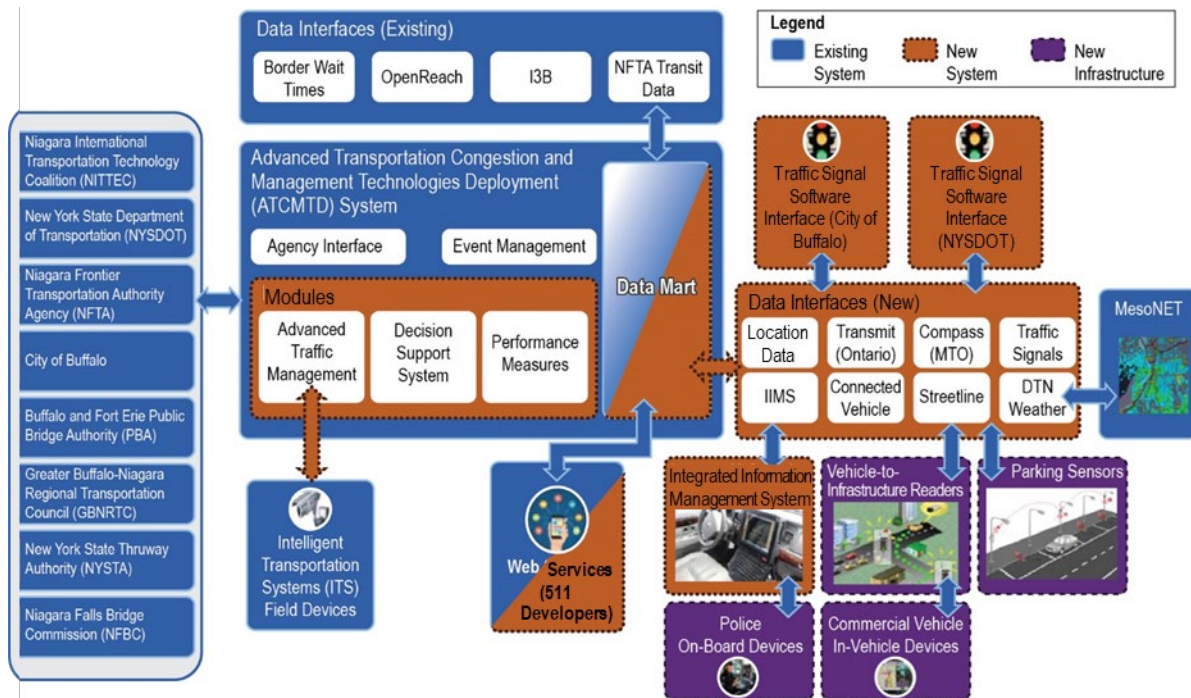 Data Interfaces (Existing)
Border Wait
Times
OpenReach
I3B
NFTA Transit
Data
Legend
Existing
System
New
System
New
Infrastructure
Niagara International
Transportation Technology
Coalition (NITTEC)
New York State Department
of Transportation (NYSDOT)
Niagara Frontier
Transportation Authority
Agency (NFTA)
City of Buffalo
Buffalo and Fort Erie Public
Bridge Authority (PBA)
Greater Buffalo-Niagara
Regional Transportation
Council (GBNRTC)
New York State Thruway
Authority (NYSTA)
Niagara Falls Bridge
Commission (NFBC)
Advanced Transportation Congestion and
Management Technologies Deployment
(ATCMTD) System
Agency Interface
Event Management
Modules
Advanced
Traffic
Management
Decision
Support
System
Performance
Measures
Data Mart
Traffic Signal
Software
Interface (City of
Buffalo)
Traffic Signal
Software
Interface
(NYSDOT)
Data Interfaces (New)
Location
Data
Transmit
(Ontario)
Compass
(MTO)
Traffic
Signals
IIMS
Connected
Vehicle
Streetline
DTN
Weather
MesoNET
Intelligent
Transportation
Systems (ITS)
Field Devices
Web
Services
(511
Developers)
Integrated Information
Management System
Vehicle-to-
Infrastructure Readers
Parking Sensors
Police
On-Board Devices
Commercial Vehicle
In-Vehicle Devices